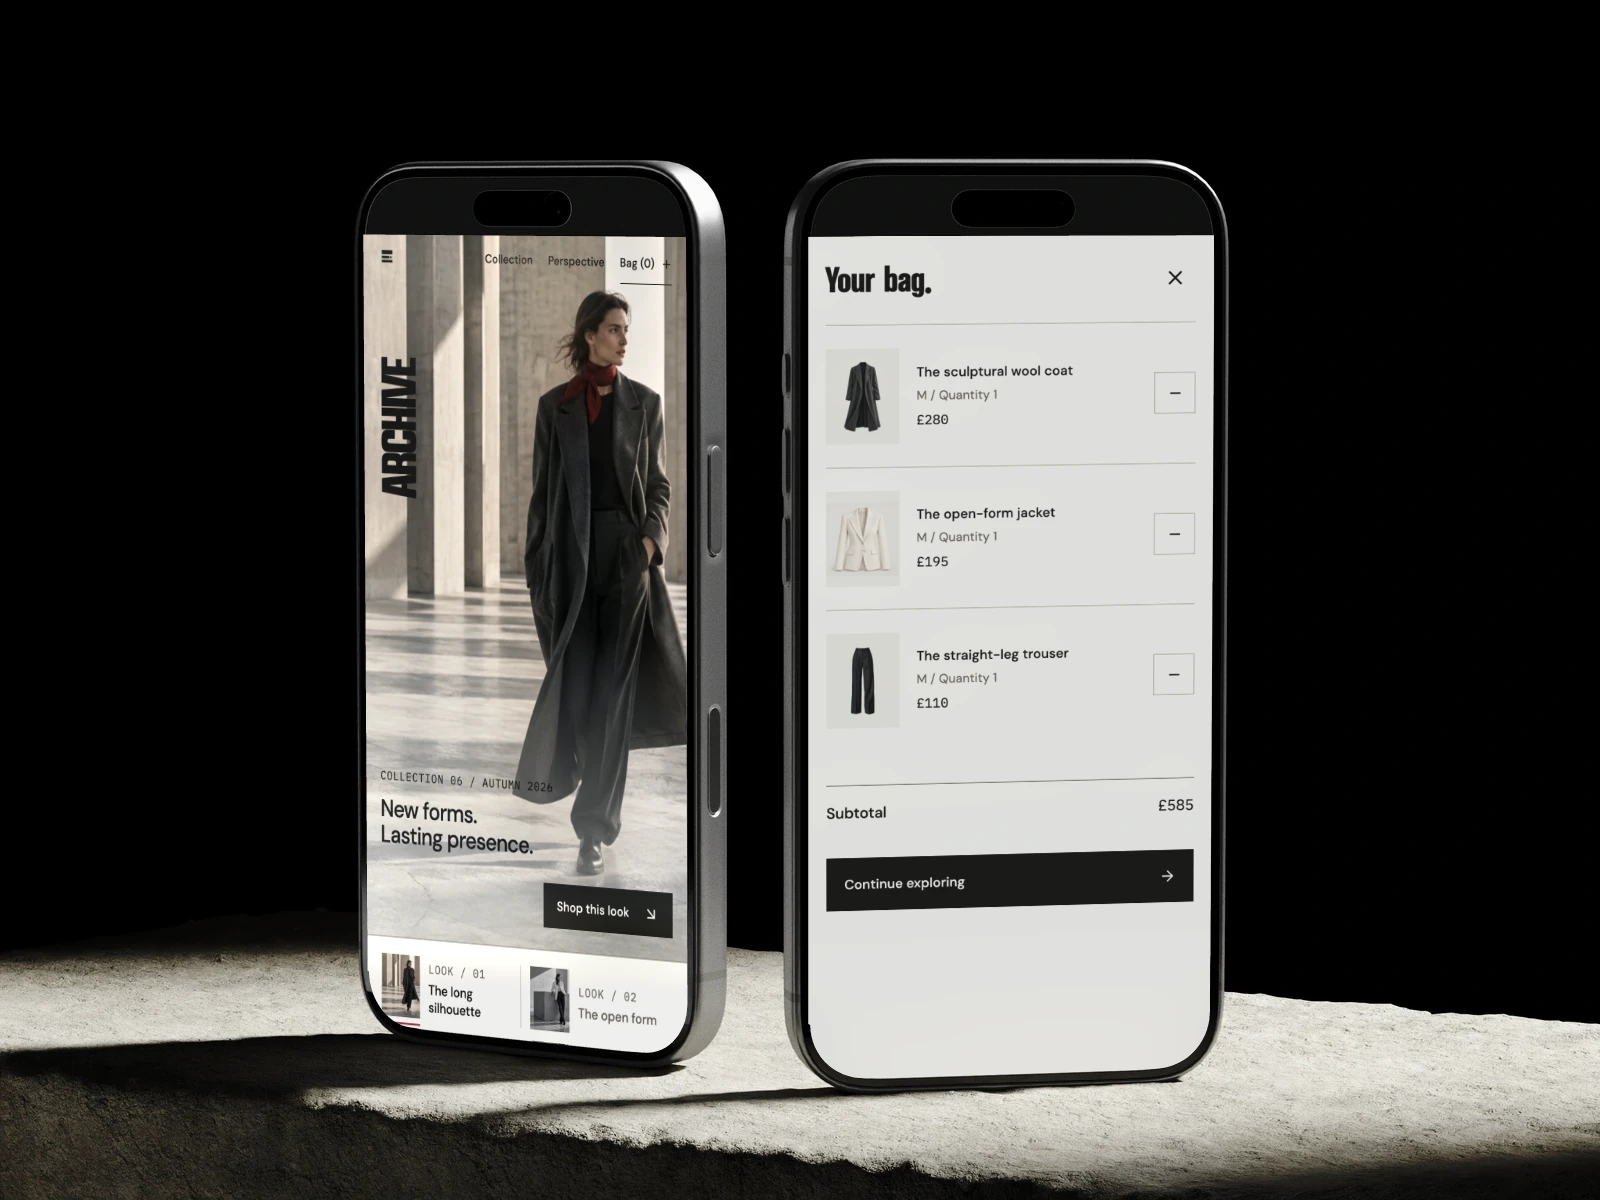 Collection Perspective Bag (0) +
ARCHIVE
COLLECTION 06 / AUTUMN 2026
New forms.
Lasting presence.
Shop this look
LOOK / 01
The long
silhouette
LOOK / 02
The open form
Your bag.
The sculptural wool coat
M / Quantity 1
£280
The open-form jacket
M / Quantity 1
£195
The straight-leg trouser
M / Quantity 1
£110
Subtotal
£585
Continue exploring